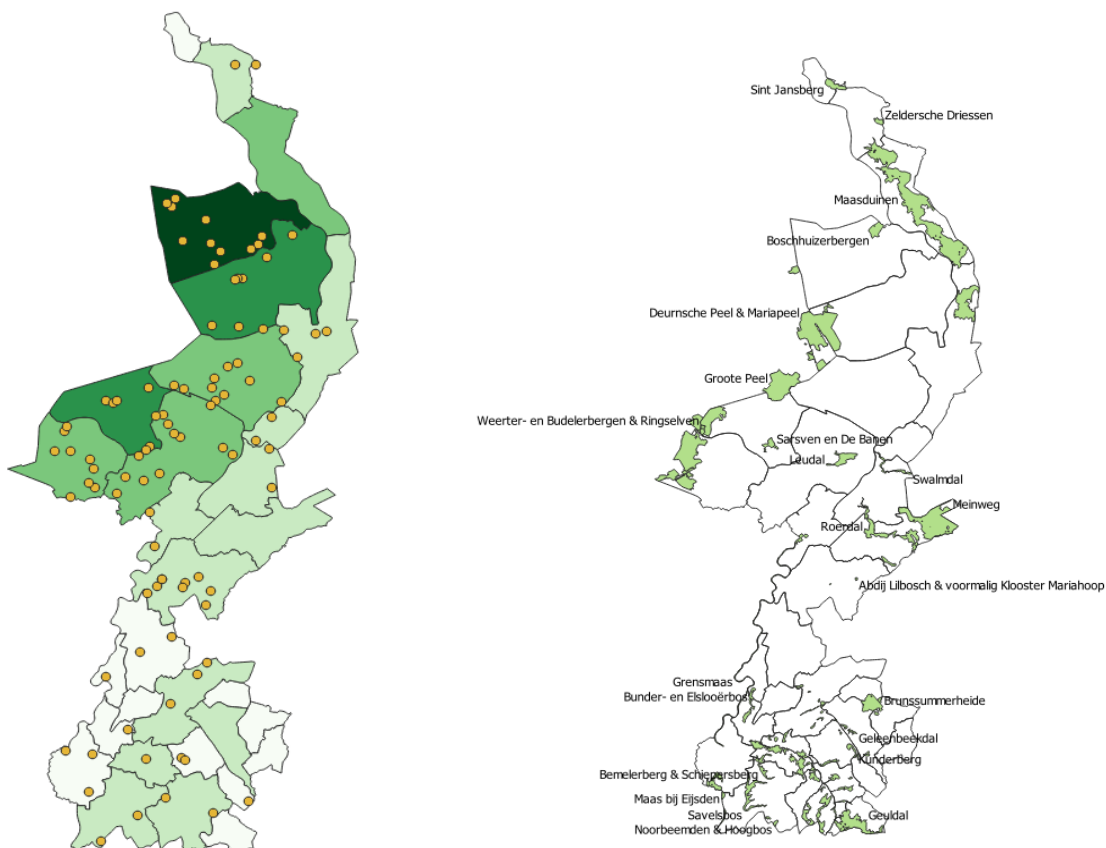 Sint Jansberg
Zeldersche Driessen
Maasduinen
Boschhuizerbergen
Deurnsche Peel & Mariapeel
Groote Peel
Weerter- en Budelerbergen & Ringselven
Sarsven en De Banen
Leudal
Swalmdal
Meinweg
Roerdal
Abdij Lilbosch & voormalig Klooster Mariahoop
Grensmaas
Bunder- en Elslooërbos
Brunssummerheide
Geleenbeekdal
Kunderberg
Bemelerberg & Schiepersberg
Maas bij Eijsden
Savelsbos
Geuldal
Noorbeemden & Hoogbos